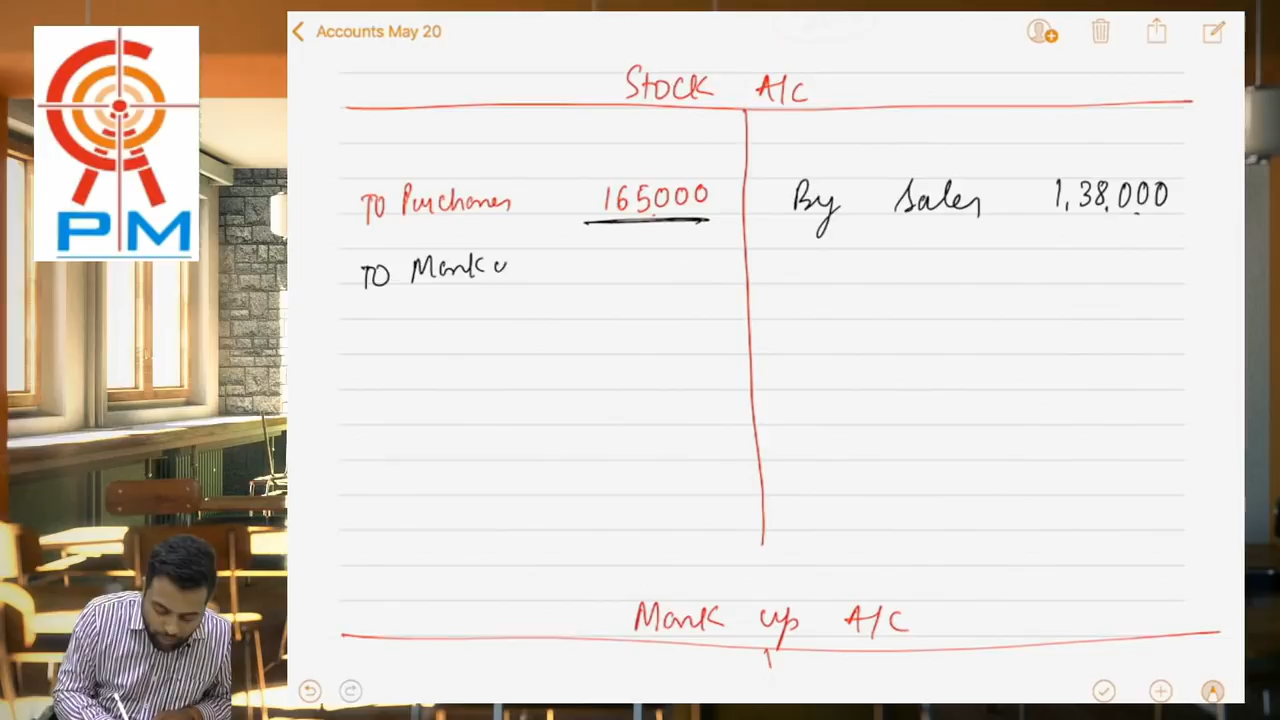 PM
Accounts May 20
Stock A/C
To Purchases 165000 By Sales 1,38,000
To Mark u
Mark up A/C